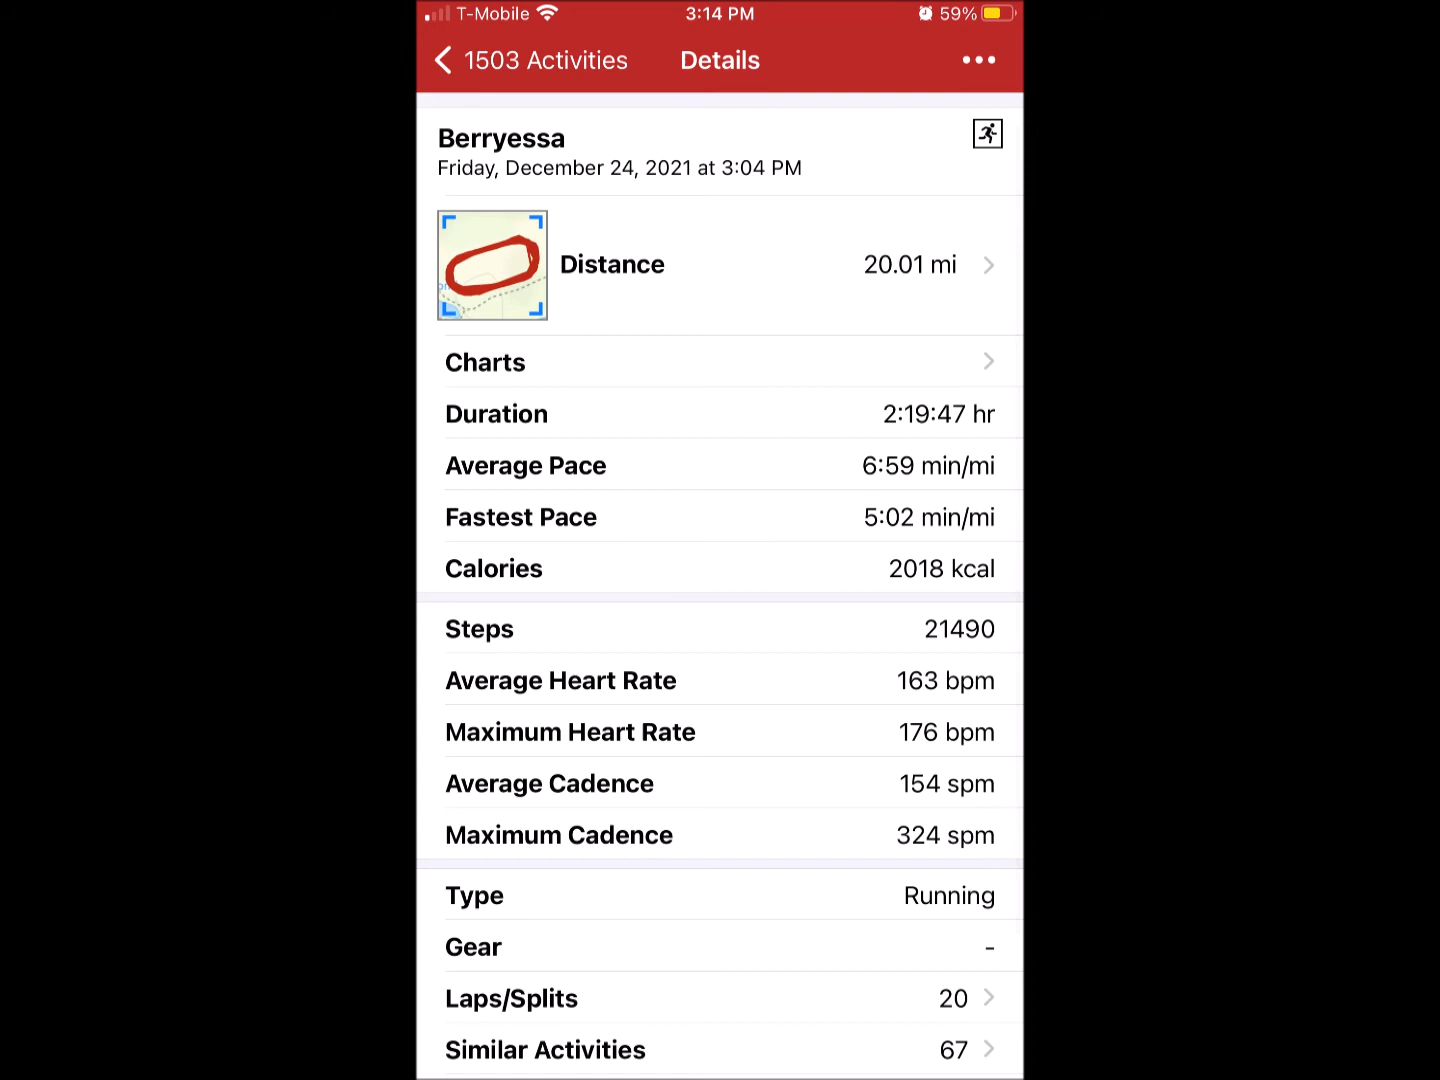 T-Mobile 3:14 PM 59%
1503 Activities Details
Berryessa
Friday, December 24, 2021 at 3:04 PM
Distance 20.01 mi
Charts
Duration 2:19:47 hr
Average Pace 6:59 min/mi
Fastest Pace 5:02 min/mi
Calories 2018 kcal
Steps 21490
Average Heart Rate 163 bpm
Maximum Heart Rate 176 bpm
Average Cadence 154 spm
Maximum Cadence 324 spm
Type Running
Gear -
Laps/Splits 20
Similar Activities 67